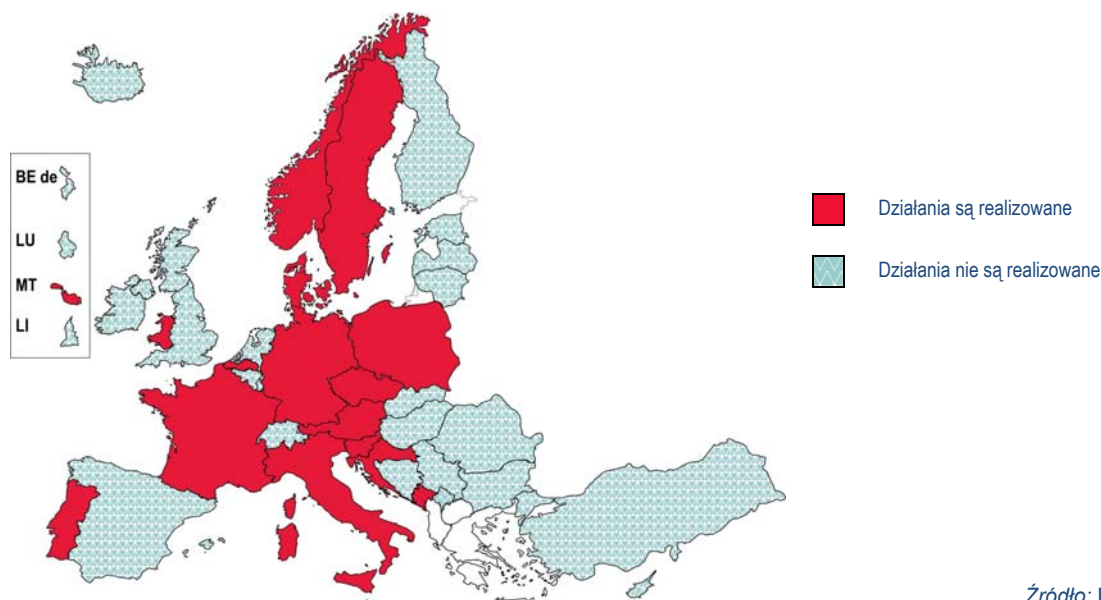 BE de
LU
MT
LI
Działania są realizowane
Działania nie są realizowane
Źródło: